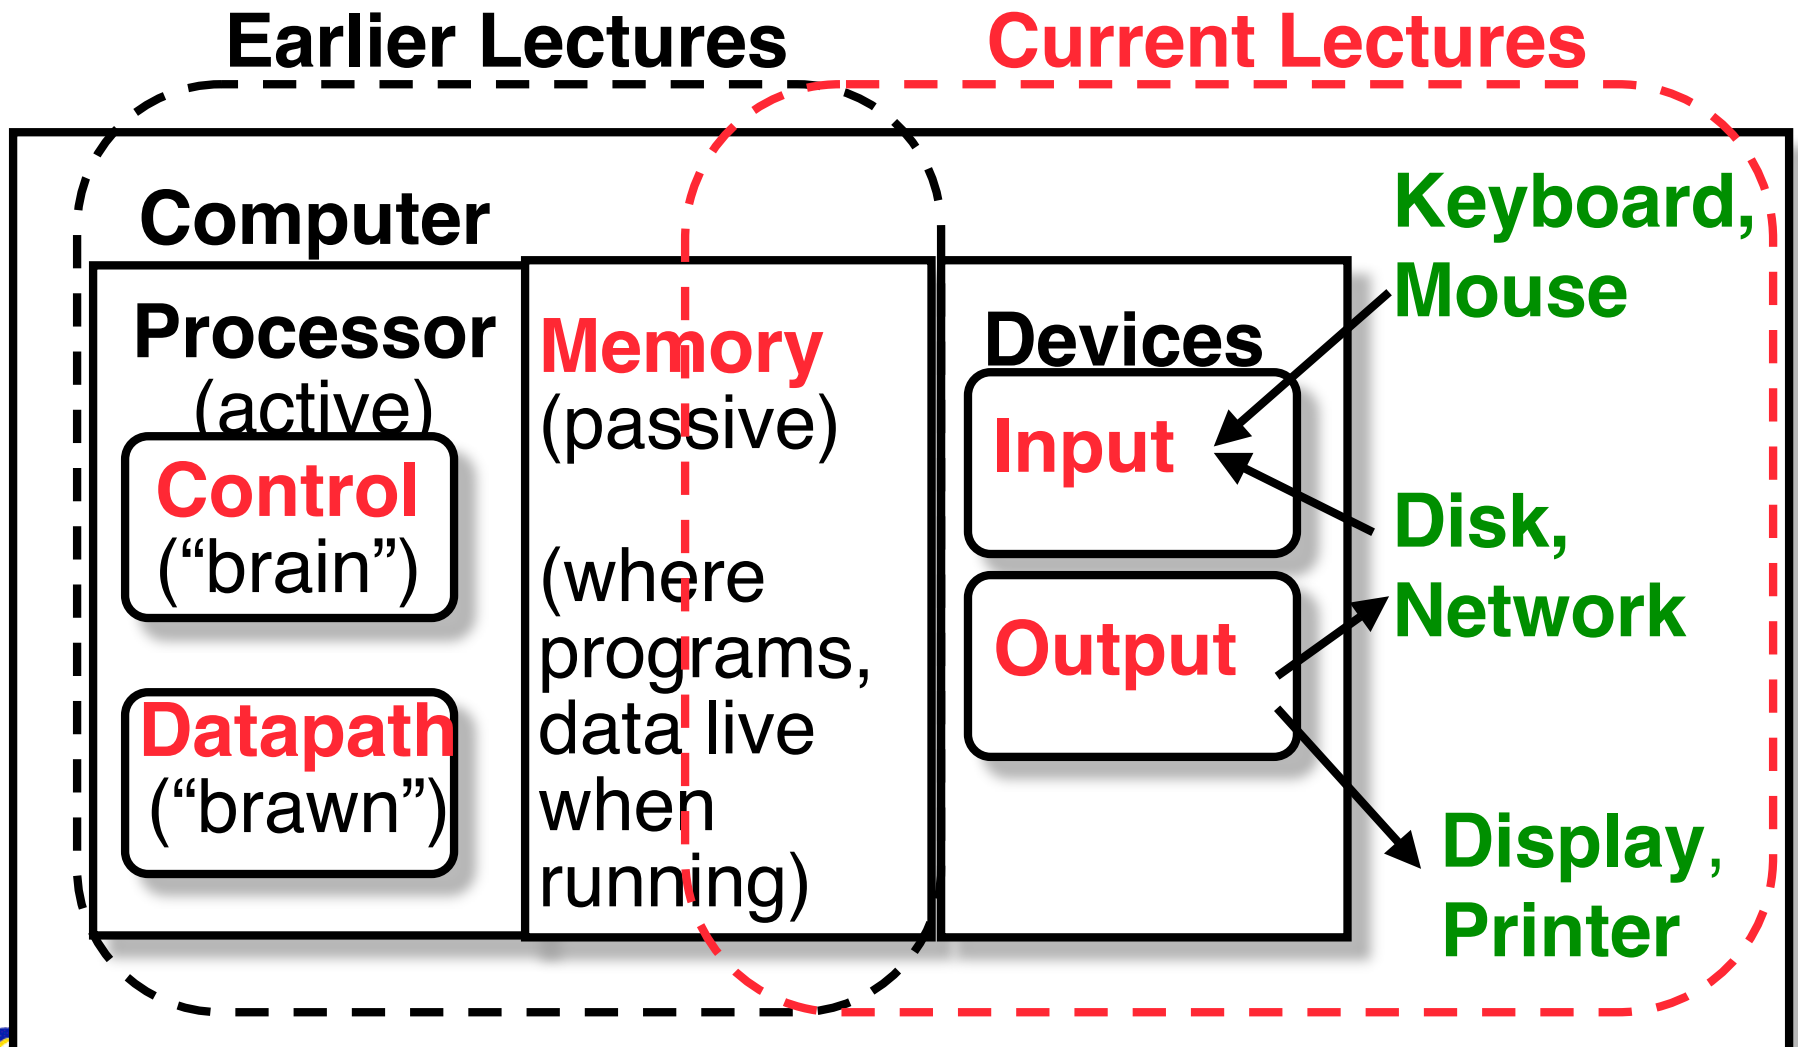 Earlier Lectures
Current Lectures
Computer
Processor
(active)
Control
(“brain”)
Datapath
(“brawn”)
Memory
(passive)
(where
programs,
data live
when
running)
Devices
Input
Output
Keyboard,
Mouse
Disk,
Network
Display,
Printer